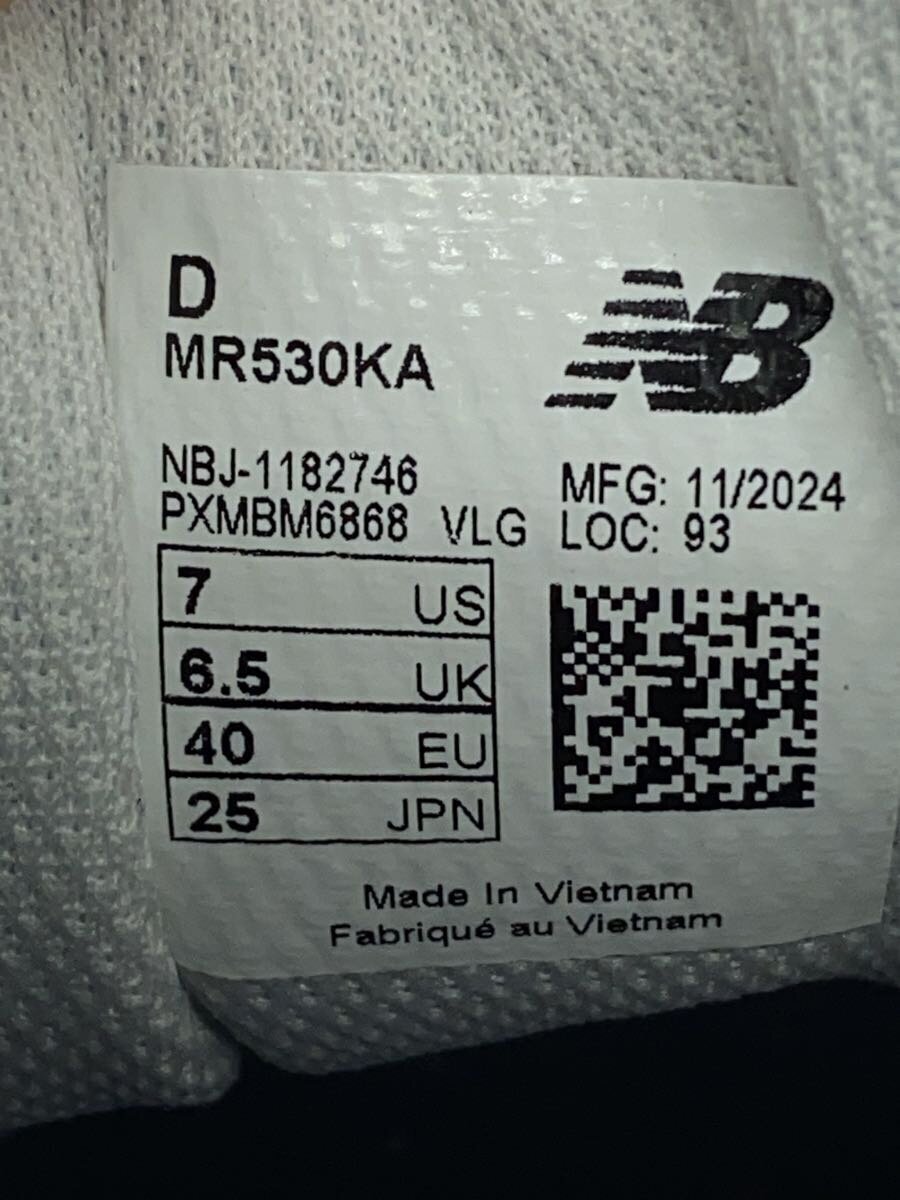 D
MR530KA
NB
NBJ-1182746
PXMBM6868 VLG
MFG: 11/2024
LOC: 93
7 US
6.5 UK
40 EU
25 JPN
Made In Vietnam
Fabriqué au Vietnam